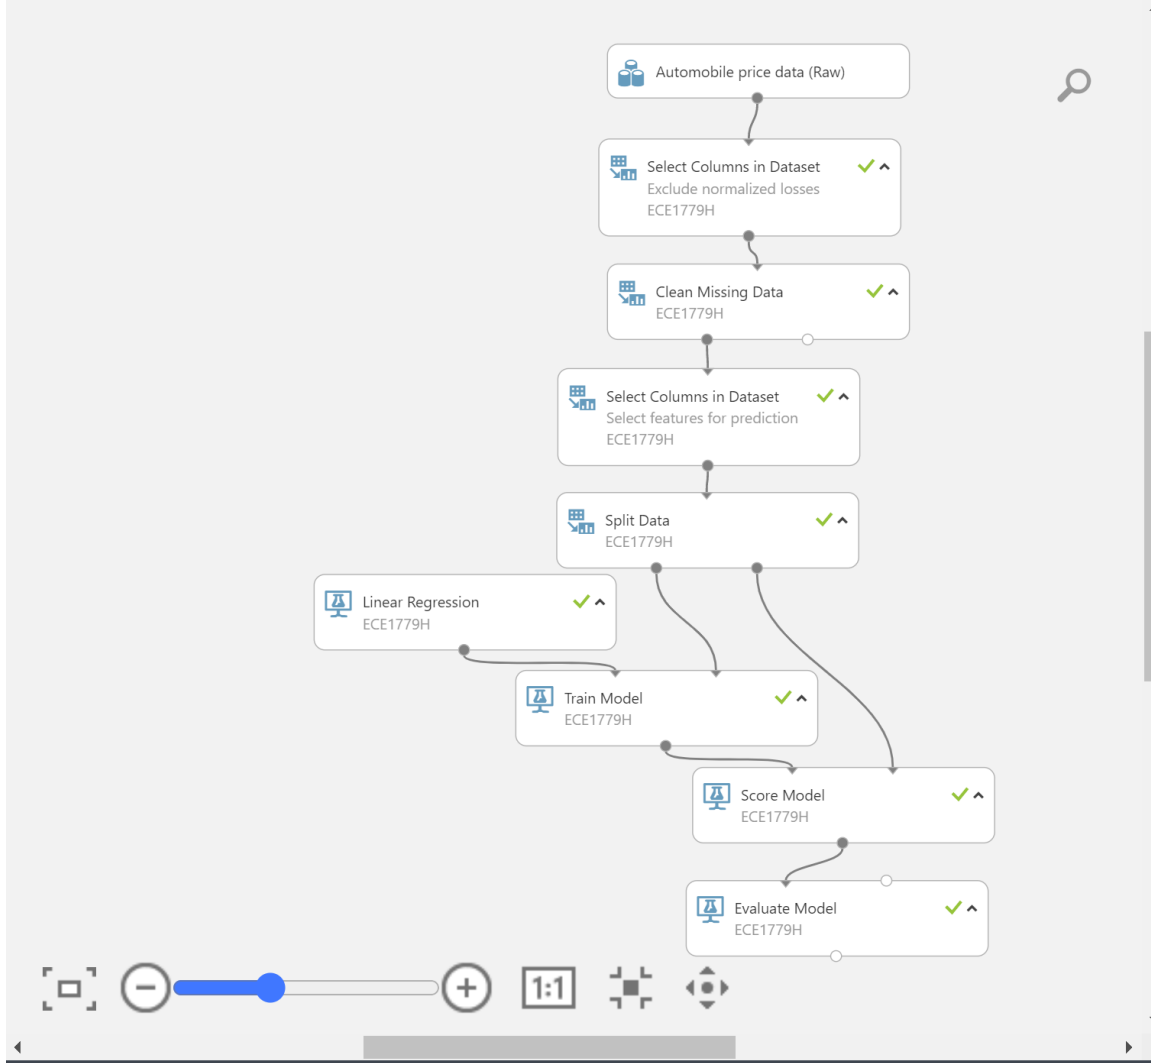 Automobile price data (Raw)
Select Columns in Dataset
Exclude normalized losses
ECE1779H
Clean Missing Data
ECE1779H
Select Columns in Dataset
Select features for prediction
ECE1779H
Split Data
ECE1779H
Linear Regression
ECE1779H
Train Model
ECE1779H
Score Model
ECE1779H
Evaluate Model
ECE1779H
1:1